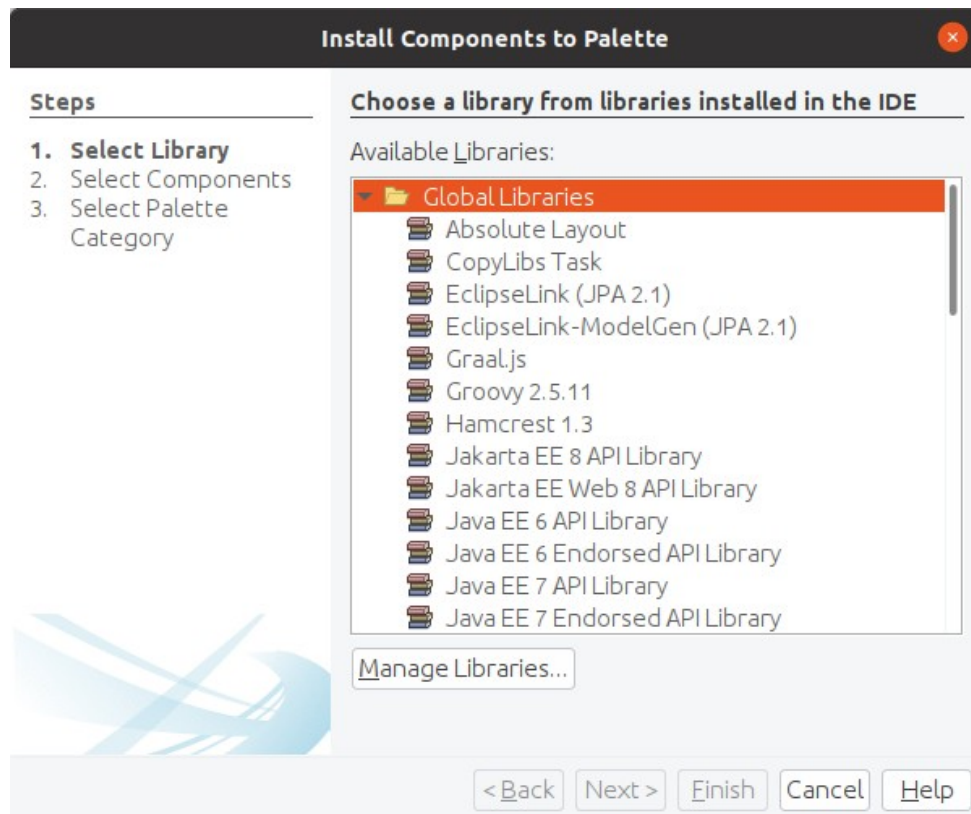 Install Components to Palette
Steps
1. Select Library
2. Select Components
3. Select Palette
Category
Choose a library from libraries installed in the IDE
Available Libraries:
Global Libraries
Absolute Layout
CopyLibs Task
EclipseLink (JPA 2.1)
EclipseLink-ModelGen (JPA 2.1)
Graal.js
Groovy 2.5.11
Hamcrest 1.3
Jakarta EE 8 API Library
Jakarta EE Web 8 API Library
Java EE 6 API Library
Java EE 6 Endorsed API Library
Java EE 7 API Library
Java EE 7 Endorsed API Library
Manage Libraries...
< Back Next > Finish Cancel Help